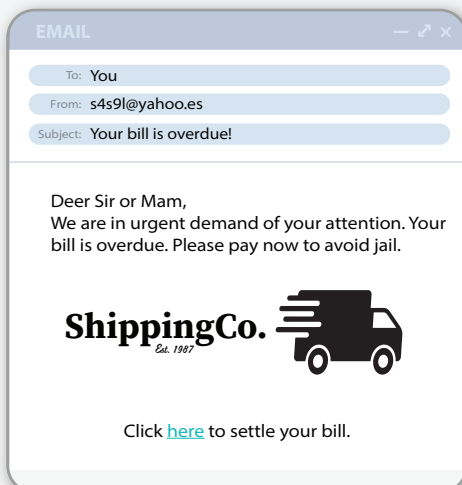 EMAIL
To: You
From: s4s9l@yahoo.es
Subject: Your bill is overdue!
Deer Sir or Mam,
We are in urgent demand of your attention. Your
bill is overdue. Please pay now to avoid jail.
ShippingCo.
Est. 1987
Click here to settle your bill.